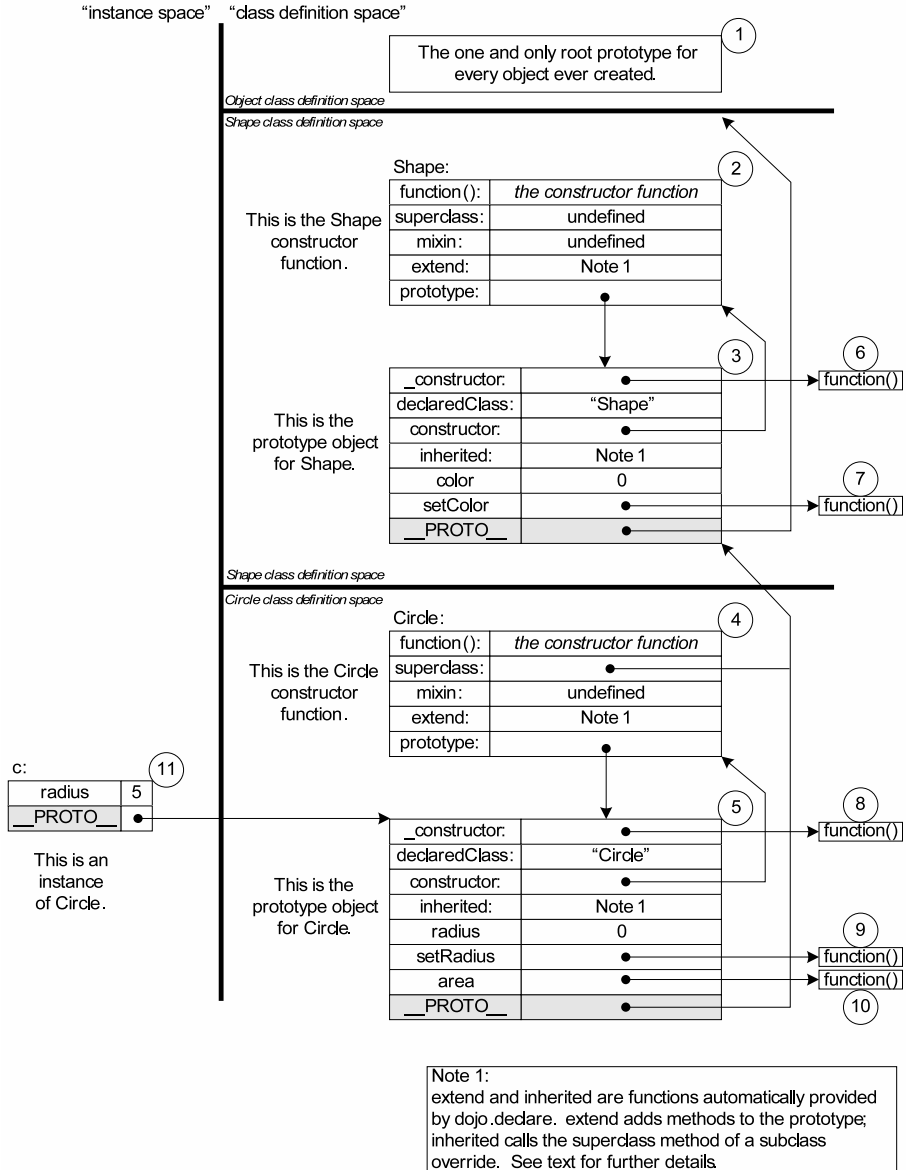 “instance space” “class definition space”
1
The one and only root prototype for
every object ever created.
Object class definition space
Shape class definition space
Shape:
2
This is the Shape
constructor
function.
function(): the constructor function
superclass: undefined
mixin: undefined
extend: Note 1
prototype:
3
This is the
prototype object
for Shape.
_constructor:
declaredClass: “Shape”
constructor:
inherited: Note 1
color 0
setColor
__PROTO__
6
function()
7
function()
Shape class definition space
Circle class definition space
Circle:
4
This is the Circle
constructor
function.
function(): the constructor function
superclass:
mixin: undefined
extend: Note 1
prototype:
c:
11
radius 5
__PROTO__
This is an
instance
of Circle.
5
This is the
prototype object
for Circle.
_constructor:
declaredClass: “Circle”
constructor:
inherited: Note 1
radius 0
setRadius
area
__PROTO__
8
function()
9
function()
function()
10
Note 1:
extend and inherited are functions automatically provided
by dojo.declare. extend adds methods to the prototype;
inherited calls the superclass method of a subclass
override. See text for further details.